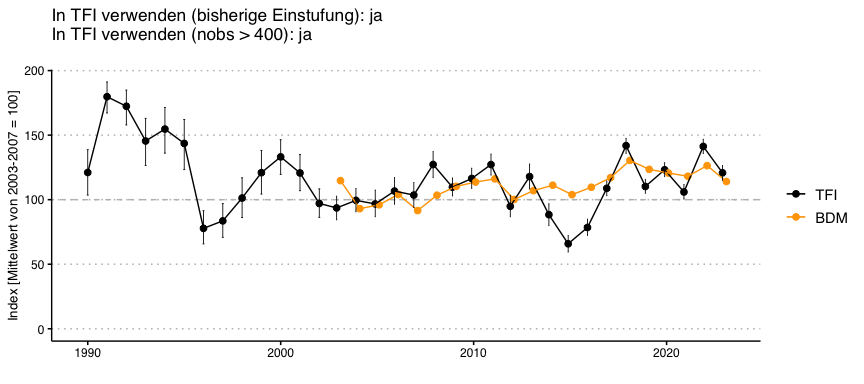 In TFI verwenden (bisherige Einstufung): ja
In TFI verwenden (nobs > 400): ja
Index [Mittelwert von 2003-2007 = 100]
200
150
100
50
0
1990
2000
2010
2020
TFI
BDM